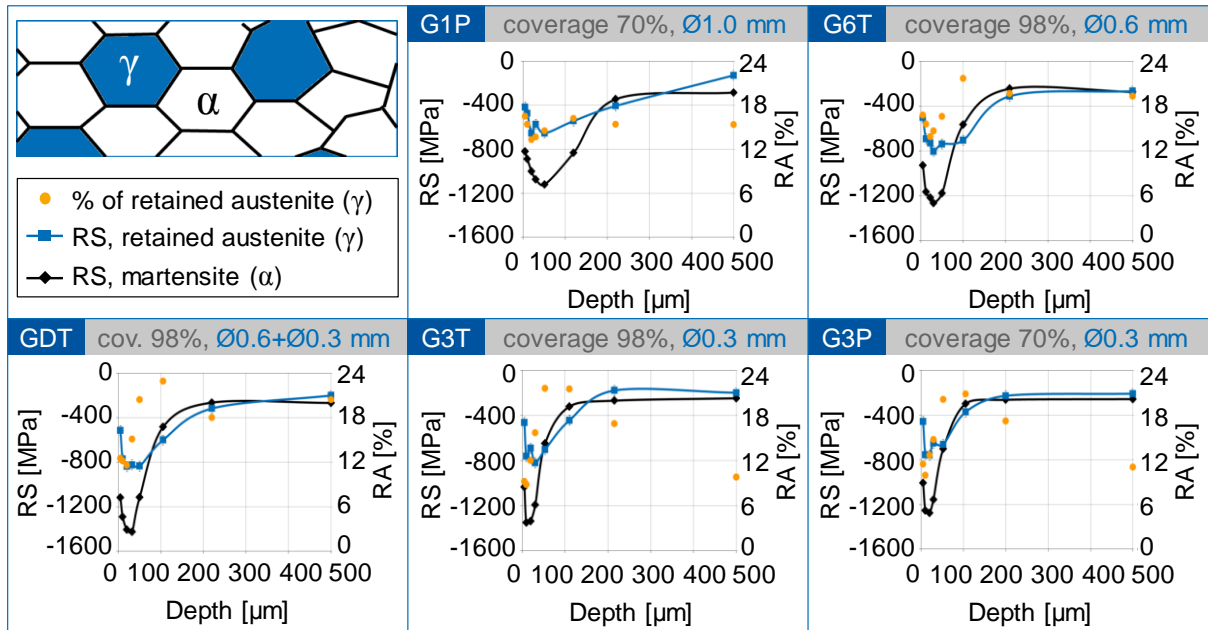 γ
α
% of retained austenite (γ)
RS, retained austenite (γ)
RS, martensite (α)
G1P coverage 70%, Ø1.0 mm
0
-400
-800
-1200
-1600
RS [MPa]
24
18
12
6
0
RA [%]
0 100 200 300 400 500
Depth [µm]
G6T coverage 98%, Ø0.6 mm
0
-400
-800
-1200
-1600
RS [MPa]
24
18
12
6
0
RA [%]
0 100 200 300 400 500
Depth [µm]
GDT cov. 98%, Ø0.6+Ø0.3 mm
0
-400
-800
-1200
-1600
RS [MPa]
24
18
12
6
0
RA [%]
0 100 200 300 400 500
Depth [µm]
G3T coverage 98%, Ø0.3 mm
0
-400
-800
-1200
-1600
RS [MPa]
24
18
12
6
0
RA [%]
0 100 200 300 400 500
Depth [µm]
G3P coverage 70%, Ø0.3 mm
0
-400
-800
-1200
-1600
RS [MPa]
24
18
12
6
0
RA [%]
0 100 200 300 400 500
Depth [µm]